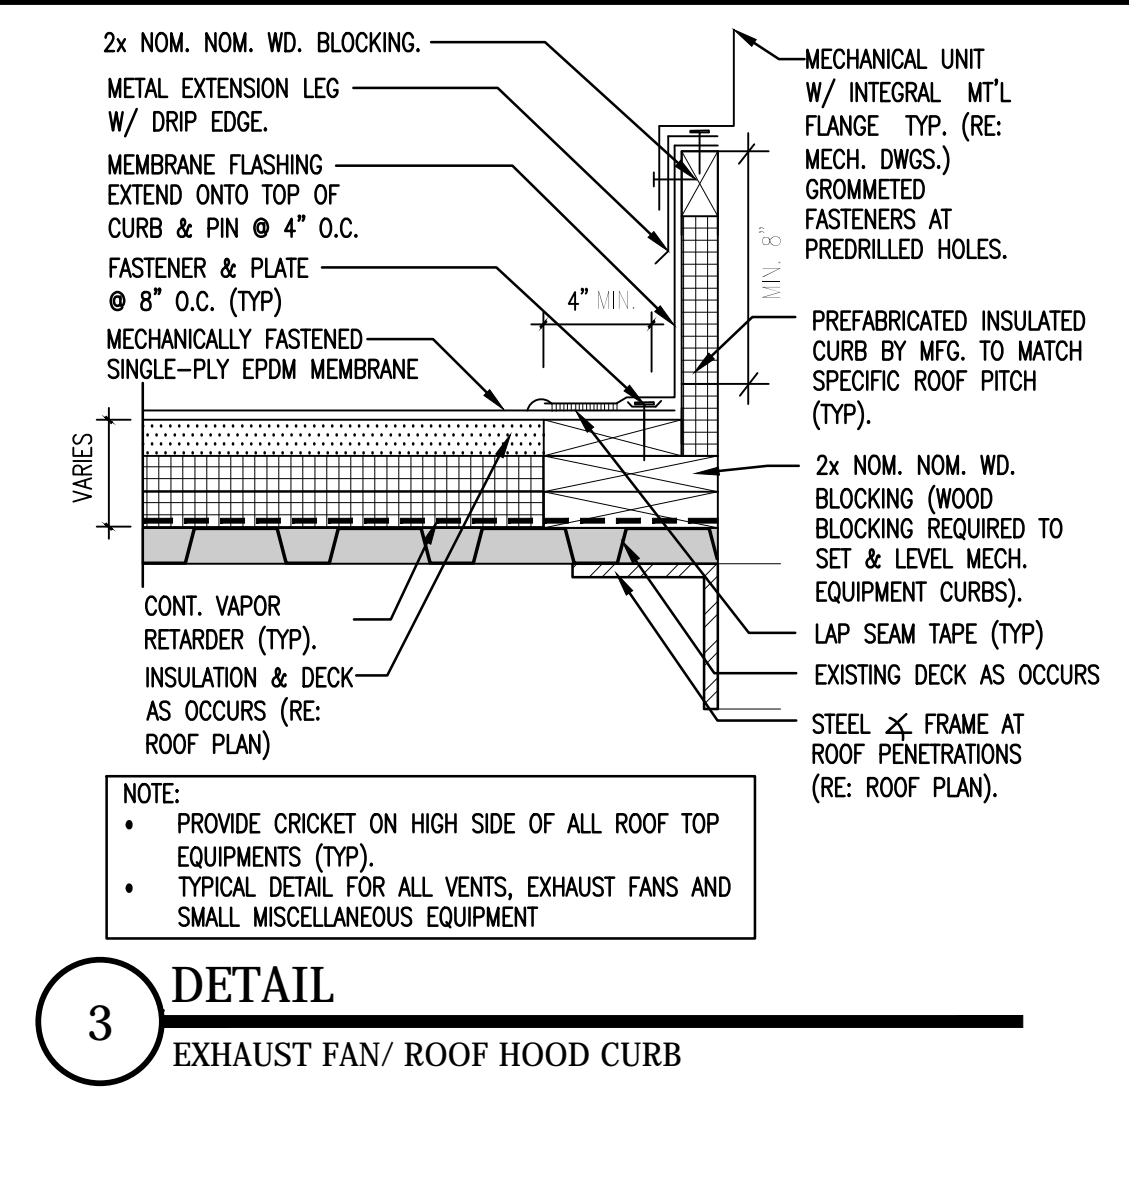 2x NOM. NOM. WD. BLOCKING.
METAL EXTENSION LEG
W/ DRIP EDGE.
MEMBRANE FLASHING
EXTEND ONTO TOP OF
CURB & PIN @ 4" O.C.
FASTENER & PLATE
@ 8" O.C. (TYP)
MECHANICALLY FASTENED
SINGLE-PLY EPDM MEMBRANE
4" MIN.
MIN. 8"
VARIES
MECHANICAL UNIT
W/ INTEGRAL MT'L
FLANGE TYP. (RE:
MECH. DWGS.)
GROMMETED
FASTENERS AT
PREDRILLED HOLES.
PREFABRICATED INSULATED
CURB BY MFG. TO MATCH
SPECIFIC ROOF PITCH
(TYP).
2x NOM. NOM. WD.
BLOCKING (WOOD
BLOCKING REQUIRED TO
SET & LEVEL MECH.
EQUIPMENT CURBS).
LAP SEAM TAPE (TYP)
EXISTING DECK AS OCCURS
STEEL ∡ FRAME AT
ROOF PENETRATIONS
(RE: ROOF PLAN).
CONT. VAPOR
RETARDER (TYP).
INSULATION & DECK
AS OCCURS (RE:
ROOF PLAN)
NOTE:
• PROVIDE CRICKET ON HIGH SIDE OF ALL ROOF TOP
EQUIPMENTS (TYP).
• TYPICAL DETAIL FOR ALL VENTS, EXHAUST FANS AND
SMALL MISCELLANEOUS EQUIPMENT
3
DETAIL
EXHAUST FAN/ ROOF HOOD CURB